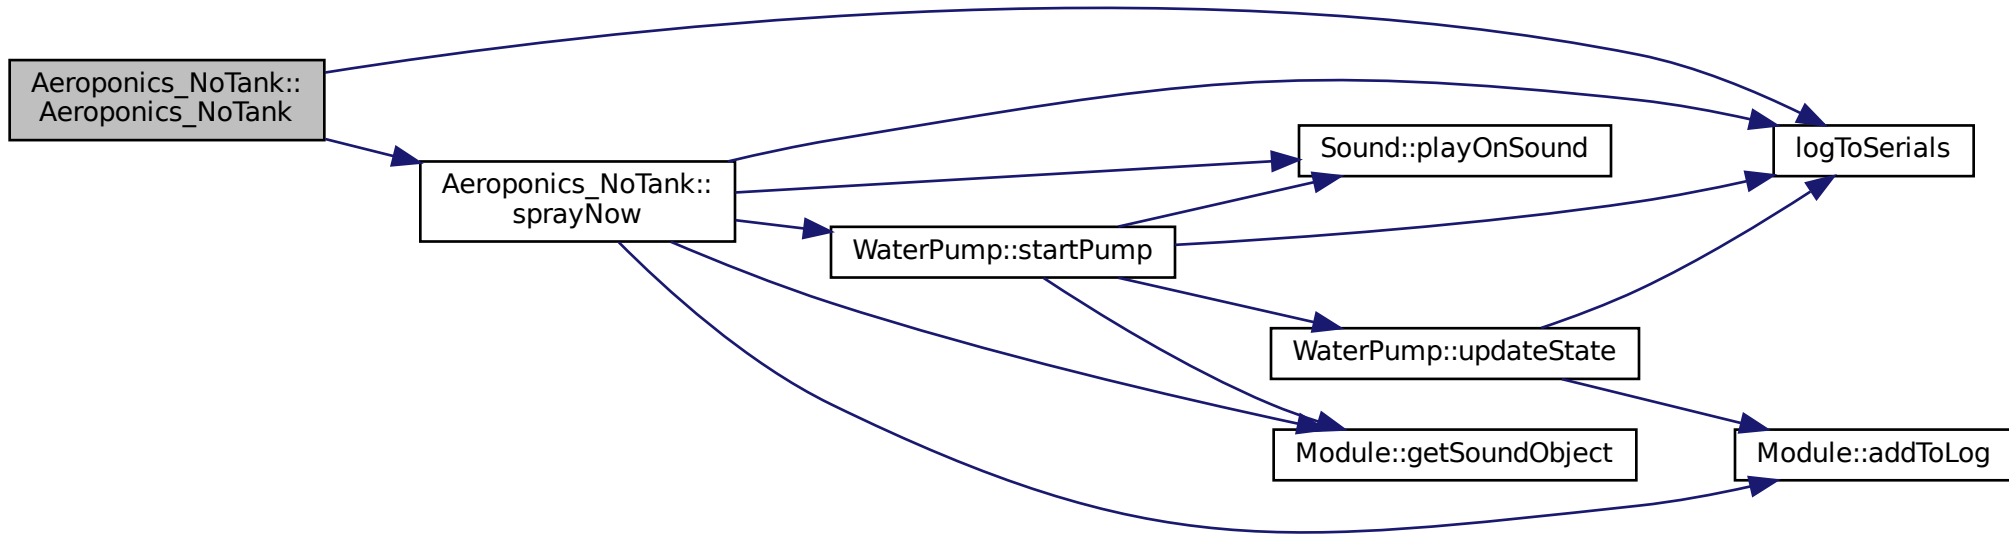 Aeroponics_NoTank::
Aeroponics_NoTank
Aeroponics_NoTank::
sprayNow
WaterPump::startPump
Sound::playOnSound
logToSerials
WaterPump::updateState
Module::getSoundObject
Module::addToLog